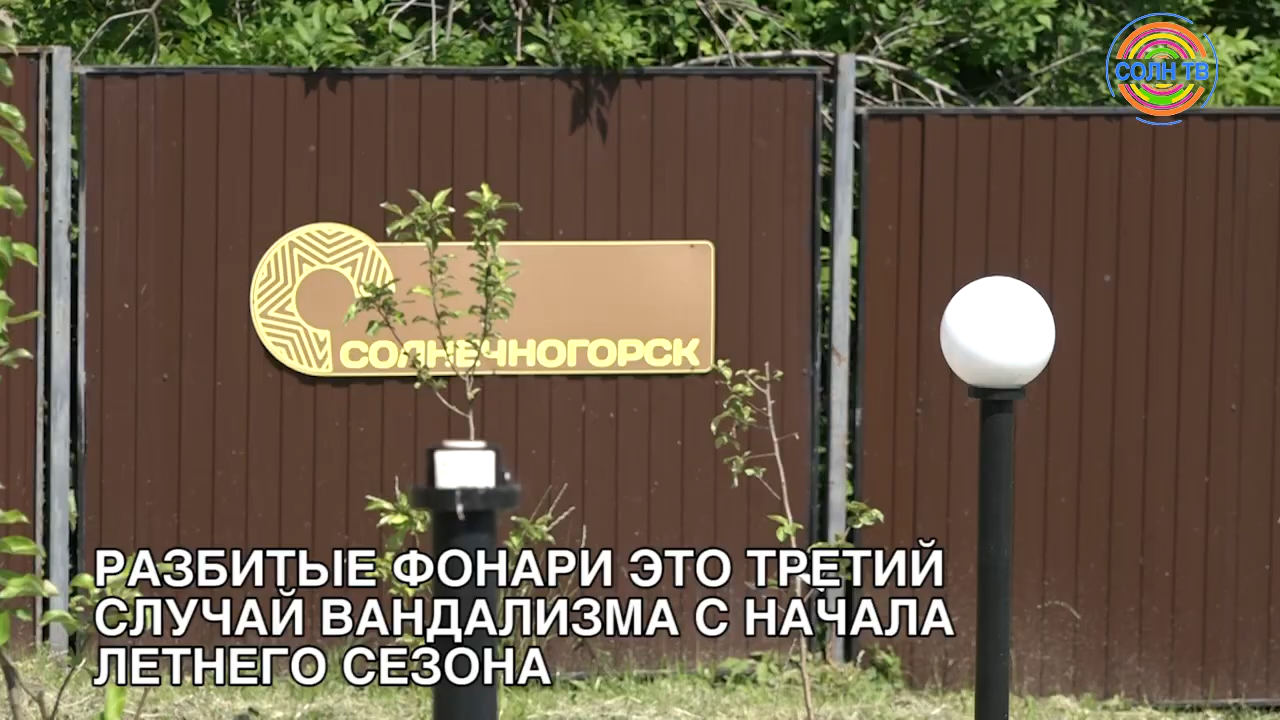 СОЛН ТВ
СОЛНЕЧНОГОРСК
РАЗБИТЫЕ ФОНАРИ ЭТО ТРЕТИЙ
СЛУЧАЙ ВАНДАЛИЗМА С НАЧАЛА
ЛЕТНЕГО СЕЗОНА